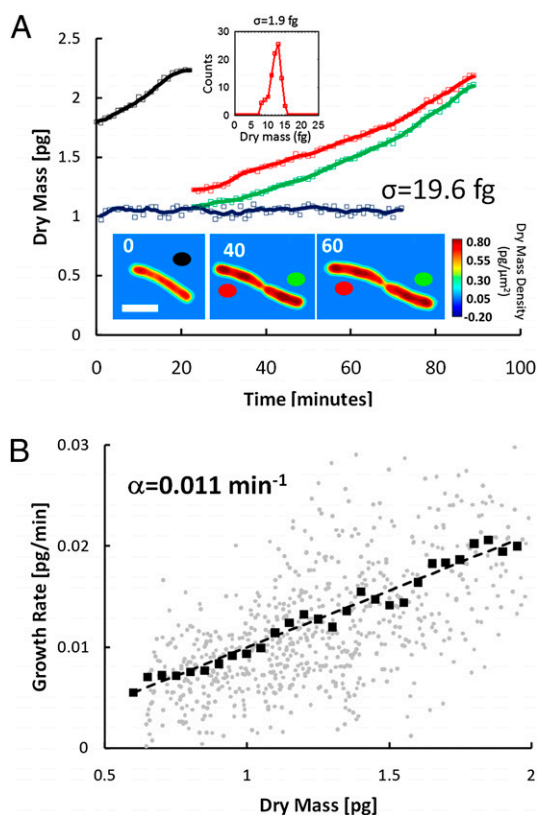 A
σ=1.9 fg
30
20
10
0
Counts
0 5 10 15 20 25
Dry mass (fg)
2.5
2
1.5
1
0.5
0
Dry Mass [pg]
σ=19.6 fg
0
40
60
0.80
0.55
0.30
0.05
-0.20
Dry Mass Density
(pg/µm²)
0 20 40 60 80 100
Time [minutes]
B
α=0.011 min⁻¹
0.03
0.02
0.01
0
Growth Rate [pg/min]
0.5 1 1.5 2
Dry Mass [pg]